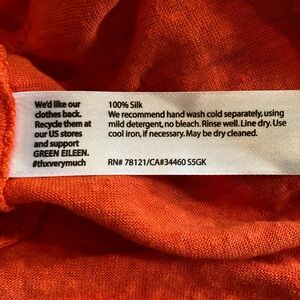 We'd like our
clothes back.
Recycle them at
our US stores
and support
GREEN EILEEN.
#thxverymuch
100% Silk
We recommend hand wash cold separately, using
mild detergent, no bleach. Rinse well. Line dry. Use
cool iron, if necessary. May be dry cleaned.
RN# 78121/CA#34460 S5GK